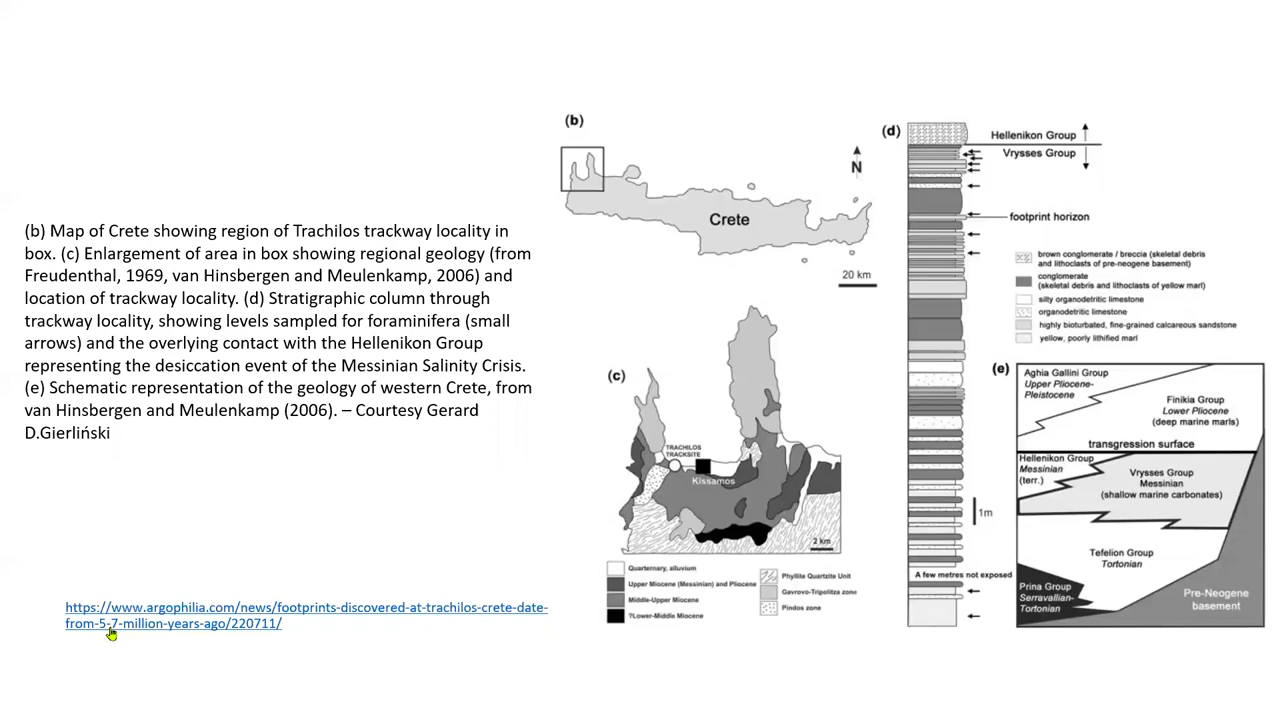 (b) Map of Crete showing region of Trachilos trackway locality in
box. (c) Enlargement of area in box showing regional geology (from
Freudenthal, 1969, van Hinsbergen and Meulenkamp, 2006) and
location of trackway locality. (d) Stratigraphic column through
trackway locality, showing levels sampled for foraminifera (small
arrows) and the overlying contact with the Hellenikon Group
representing the desiccation event of the Messinian Salinity Crisis.
(e) Schematic representation of the geology of western Crete, from
van Hinsbergen and Meulenkamp (2006). – Courtesy Gerard
D.Gierliński
https://www.argophilia.com/news/footprints-discovered-at-trachilos-crete-date-
from-5-7-million-years-ago/220711/
(b)
N
Crete
20 km
(c)
TRACHILOS
TRACKSITE
Kissamos
2 km
Quarternary, alluvium
Upper Miocene (Messinian) and Pliocene
Middle-Upper Miocene
?Lower-Middle Miocene
Phyllite Quartzite Unit
Gavrovo-Tripolitza zone
Pindos zone
(d)
Hellenikon Group
Vrysses Group
footprint horizon
brown conglomerate / breccia (skeletal debris
and lithoclasts of pre-neogene basement)
conglomerate
(skeletal debris and lithoclasts of yellow marl)
silty organodetritic limestone
organodetritic limestone
highly bioturbated, fine-grained calcareous sandstone
yellow, poorly lithified marl
1m
A few metres not exposed
(e)
Aghia Gallini Group
Upper Pliocene-
Pleistocene
Finikia Group
Lower Pliocene
(deep marine marls)
transgression surface
Hellenikon Group
Messinian
(terr.)
Vrysses Group
Messinian
(shallow marine carbonates)
Tefelion Group
Tortonian
Prina Group
Serravallian-
Tortonian
Pre-Neogene
basement